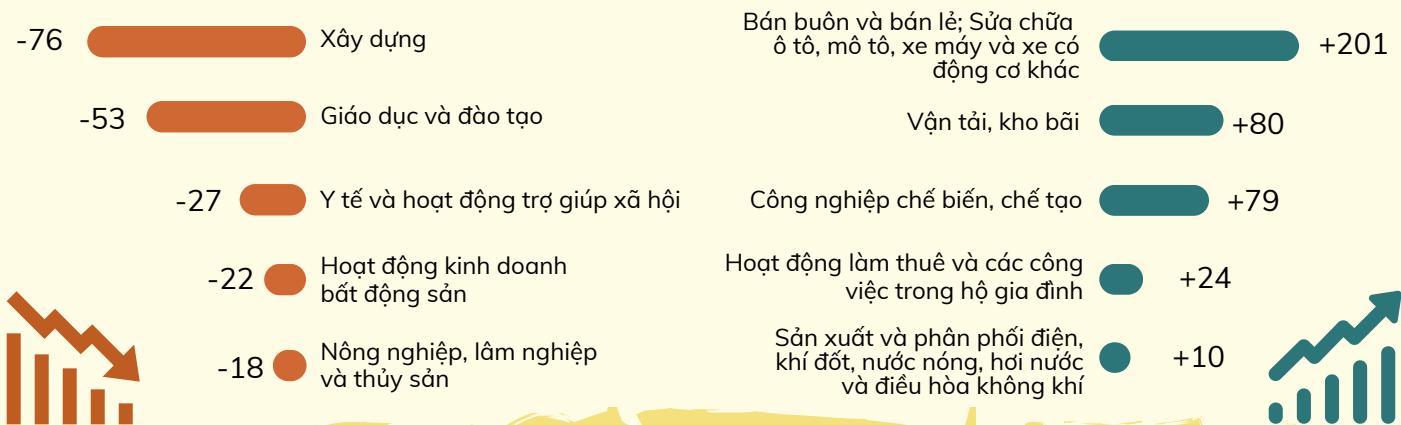 -76
Xây dựng
-53
Giáo dục và đào tạo
-27
Y tế và hoạt động trợ giúp xã hội
-22
Hoạt động kinh doanh
bất động sản
-18
Nông nghiệp, lâm nghiệp
và thủy sản
Bán buôn và bán lẻ; Sửa chữa
ô tô, mô tô, xe máy và xe có
động cơ khác
+201
Vận tải, kho bãi
+80
Công nghiệp chế biến, chế tạo
+79
Hoạt động làm thuê và các công
việc trong hộ gia đình
+24
Sản xuất và phân phối điện,
khí đốt, nước nóng, hơi nước
và điều hòa không khí
+10